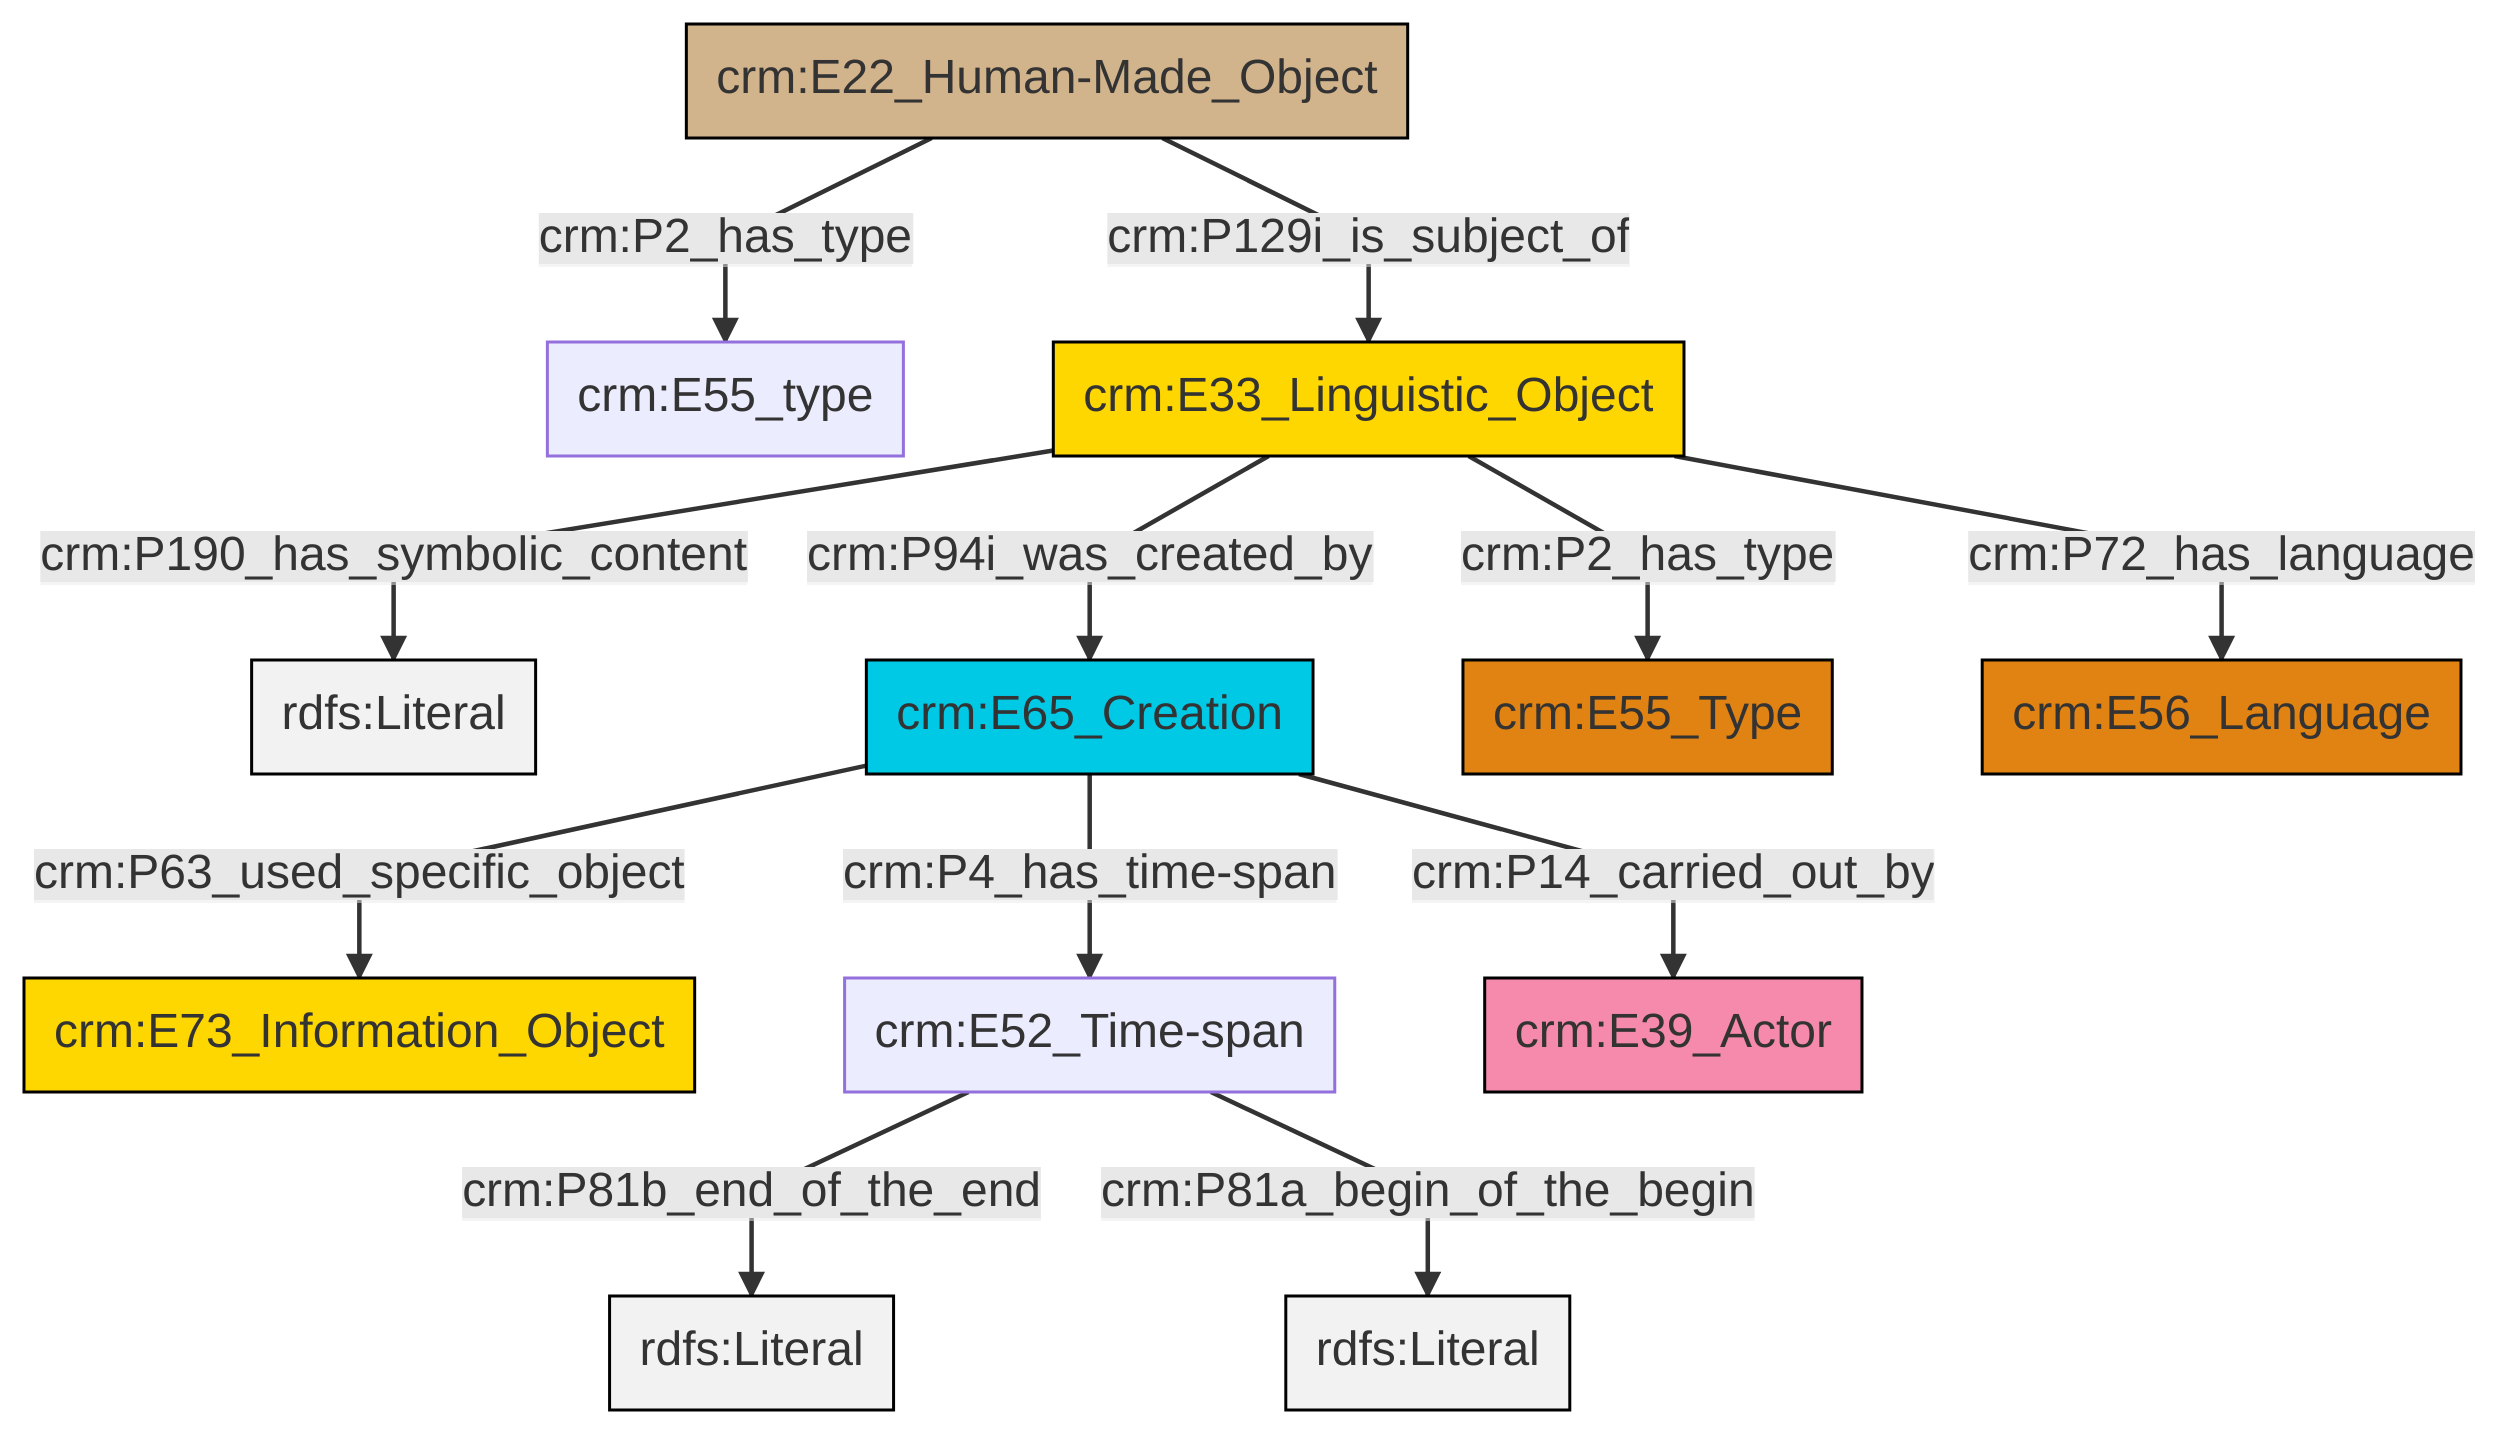 crm:E22_Human-Made_Object
crm:P2_has_type
crm:P129i_is_subject_of
crm:E55_type
crm:E33_Linguistic_Object
crm:P190_has_symbolic_content
crm:P94i_was_created_by
crm:P2_has_type
crm:P72_has_language
rdfs:Literal
crm:E65_Creation
crm:E55_Type
crm:E56_Language
crm:P63_used_specific_object
crm:P4_has_time-span
crm:P14_carried_out_by
crm:E73_Information_Object
crm:E52_Time-span
crm:E39_Actor
crm:P81b_end_of_the_end
crm:P81a_begin_of_the_begin
rdfs:Literal
rdfs:Literal